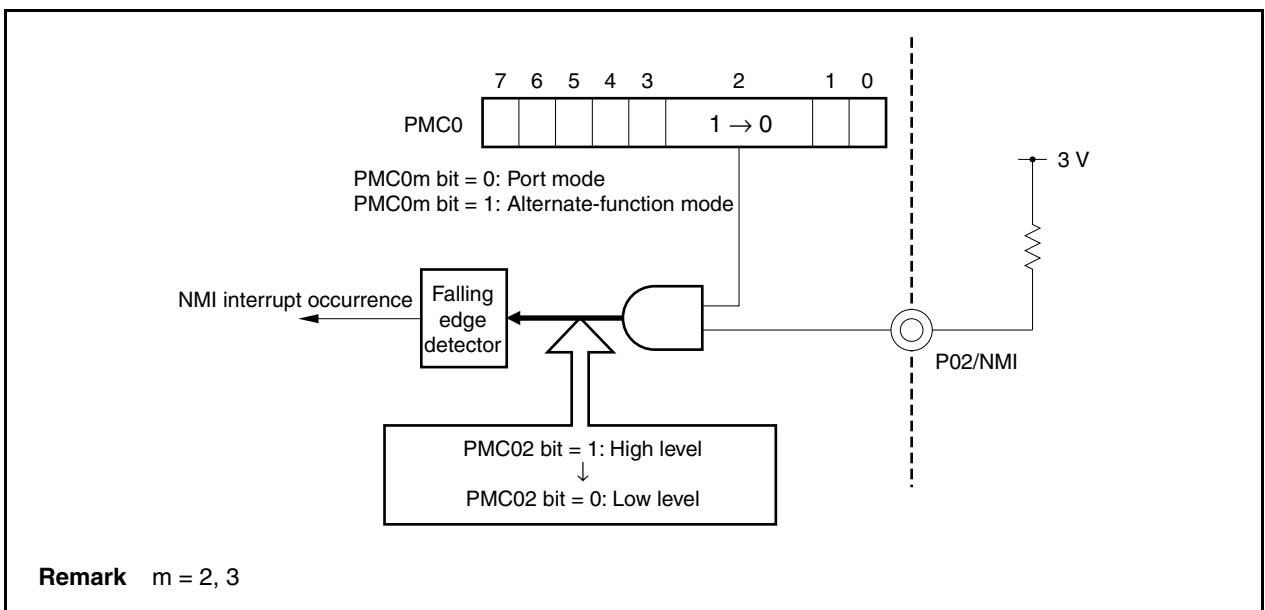 7 6 5 4 3 2 1 0
PMC0
1 → 0
3 V
PMC0m bit = 0: Port mode
PMC0m bit = 1: Alternate-function mode
NMI interrupt occurrence
Falling
edge
detector
P02/NMI
PMC02 bit = 1: High level
↓
PMC02 bit = 0: Low level
Remark m = 2, 3